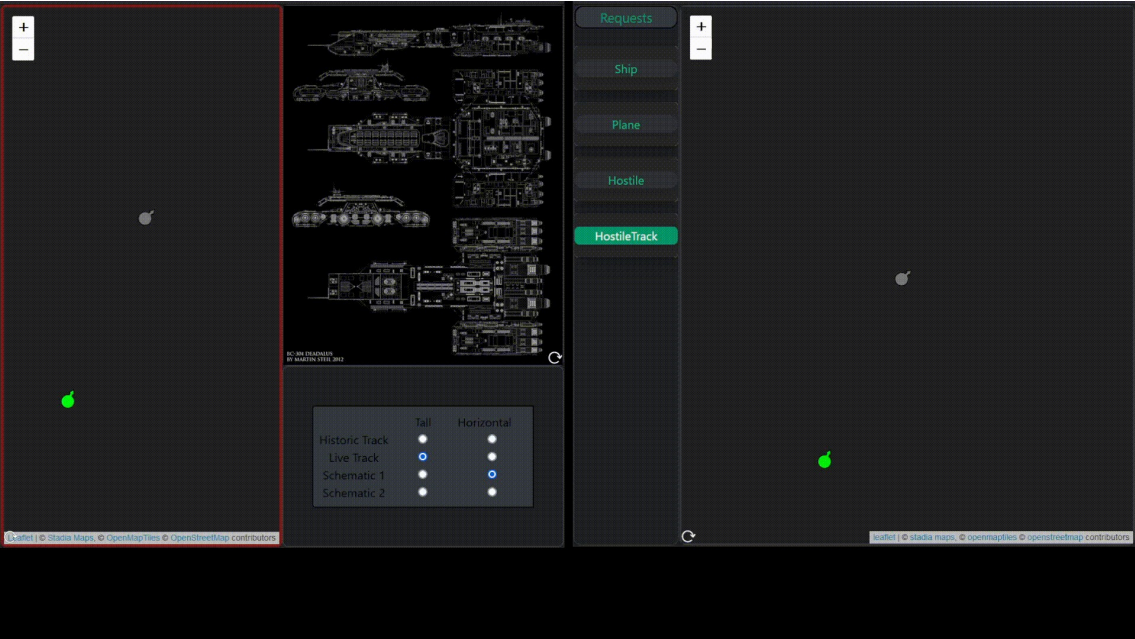 +
−
BC-304 DEADALUS
BY MARTIN STEIL 2012
Tall Horizontal
Historic Track
Live Track
Schematic 1
Schematic 2
Leaflet | © Stadia Maps, © OpenMapTiles © OpenStreetMap contributors
Requests
Ship
Plane
Hostile
HostileTrack
+
−
leaflet | © stadia maps, © openmaptiles © openstreetmap contributors